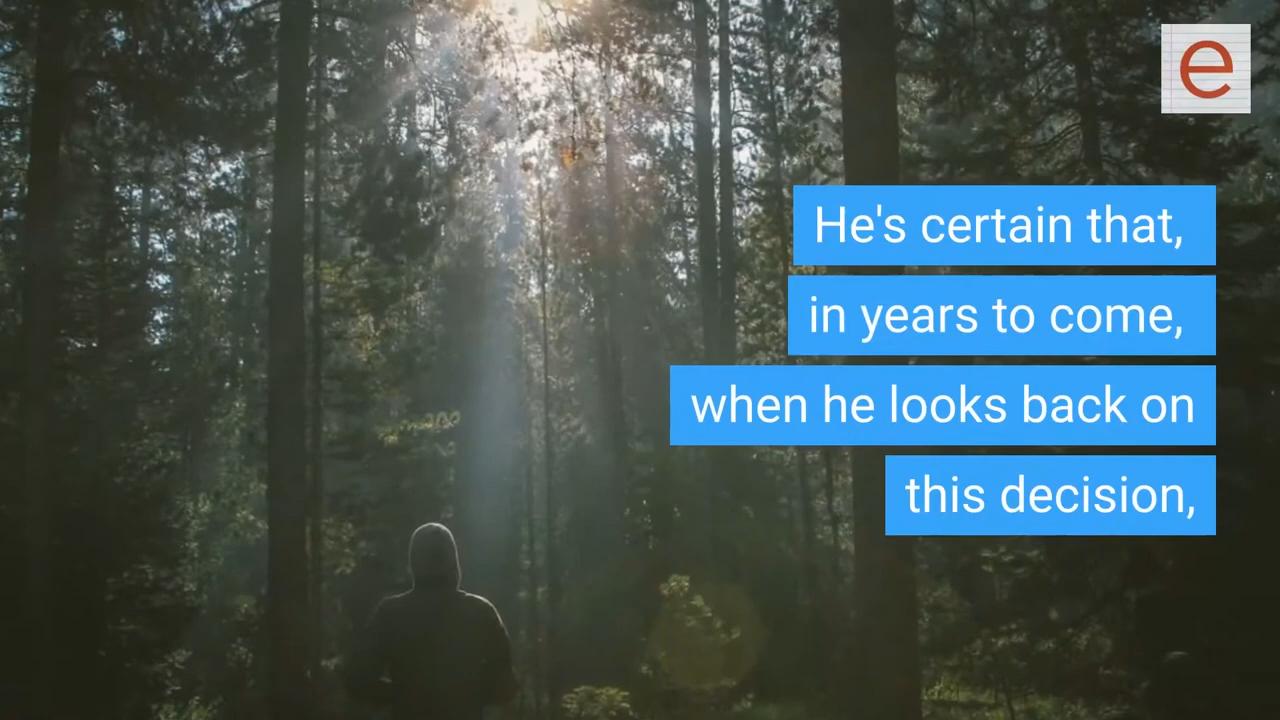 e
He's certain that,
in years to come,
when he looks back on
this decision,